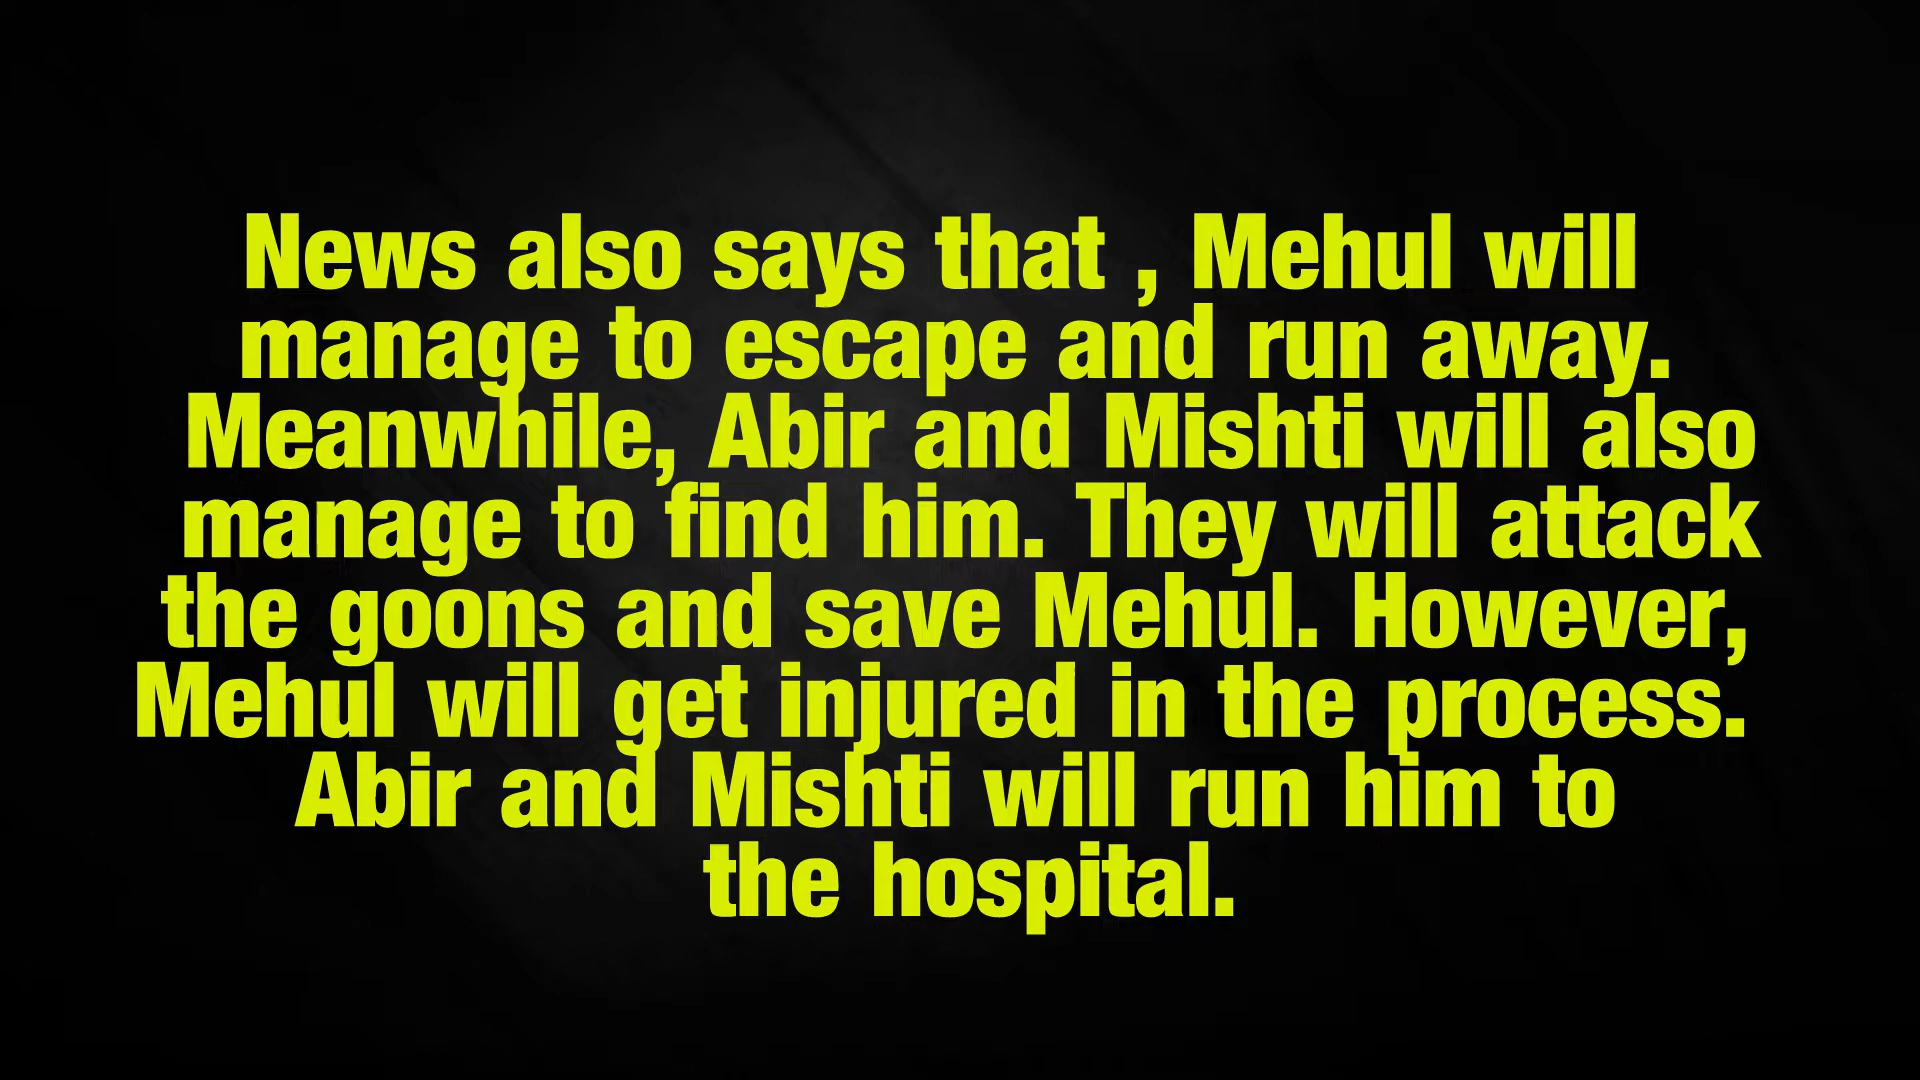 News also says that , Mehul will
manage to escape and run away.
Meanwhile, Abir and Mishti will also
manage to find him. They will attack
the goons and save Mehul. However,
Mehul will get injured in the process.
Abir and Mishti will run him to
the hospital.